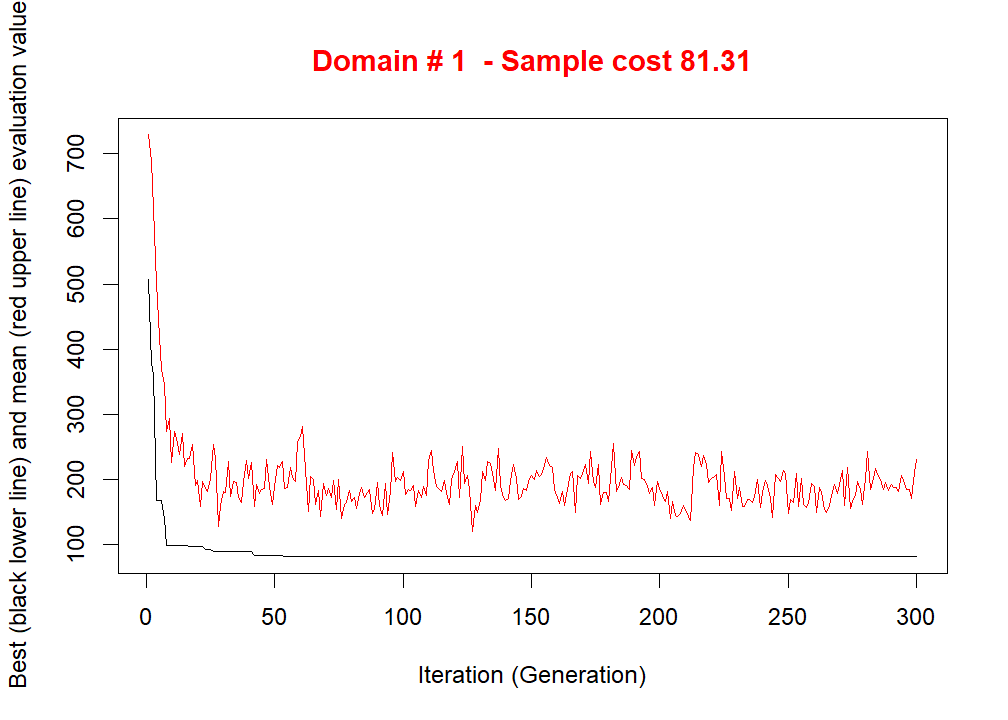 Domain # 1  - Sample cost 81.31
Best (black lower line) and mean (red upper line) evaluation value
700
600
500
400
300
200
100
0 50 100 150 200 250 300
Iteration (Generation)